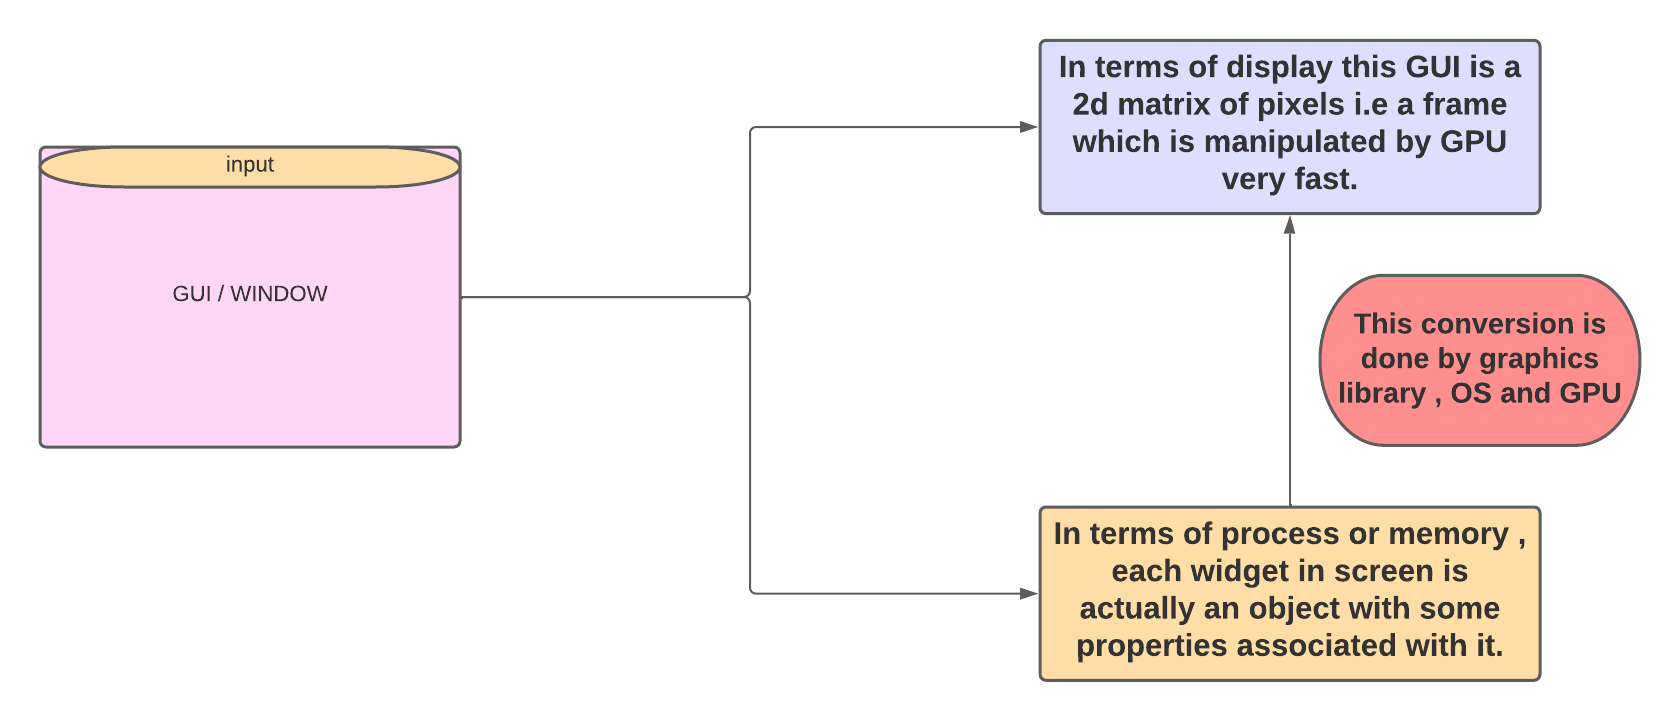 input
GUI / WINDOW
In terms of display this GUI is a
2d matrix of pixels i.e a frame
which is manipulated by GPU
very fast.
This conversion is
done by graphics
library , OS and GPU
In terms of process or memory ,
each widget in screen is
actually an object with some
properties associated with it.